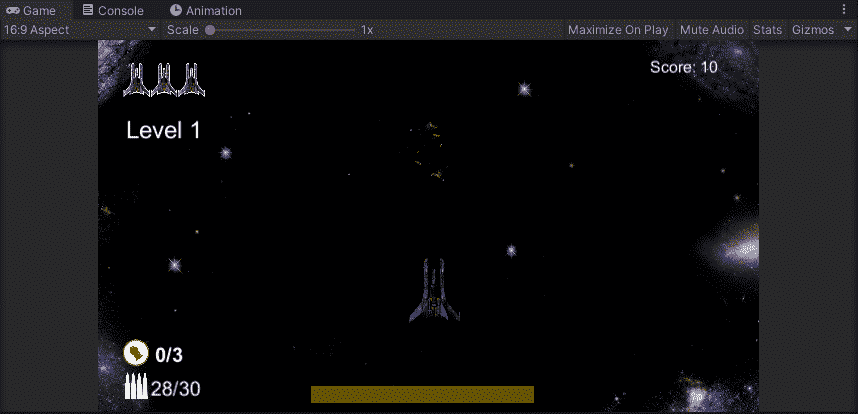 Game Console Animation
16:9 Aspect Scale 1x Maximize On Play Mute Audio Stats Gizmos
Score: 10
Level 1
0/3
28/30